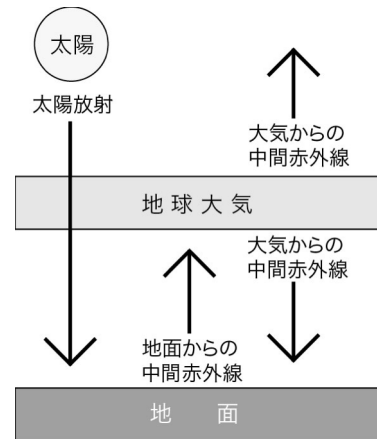 太陽
太陽放射
大気からの
中間赤外線
地球大気
大気からの
中間赤外線
地面からの
中間赤外線
地　面